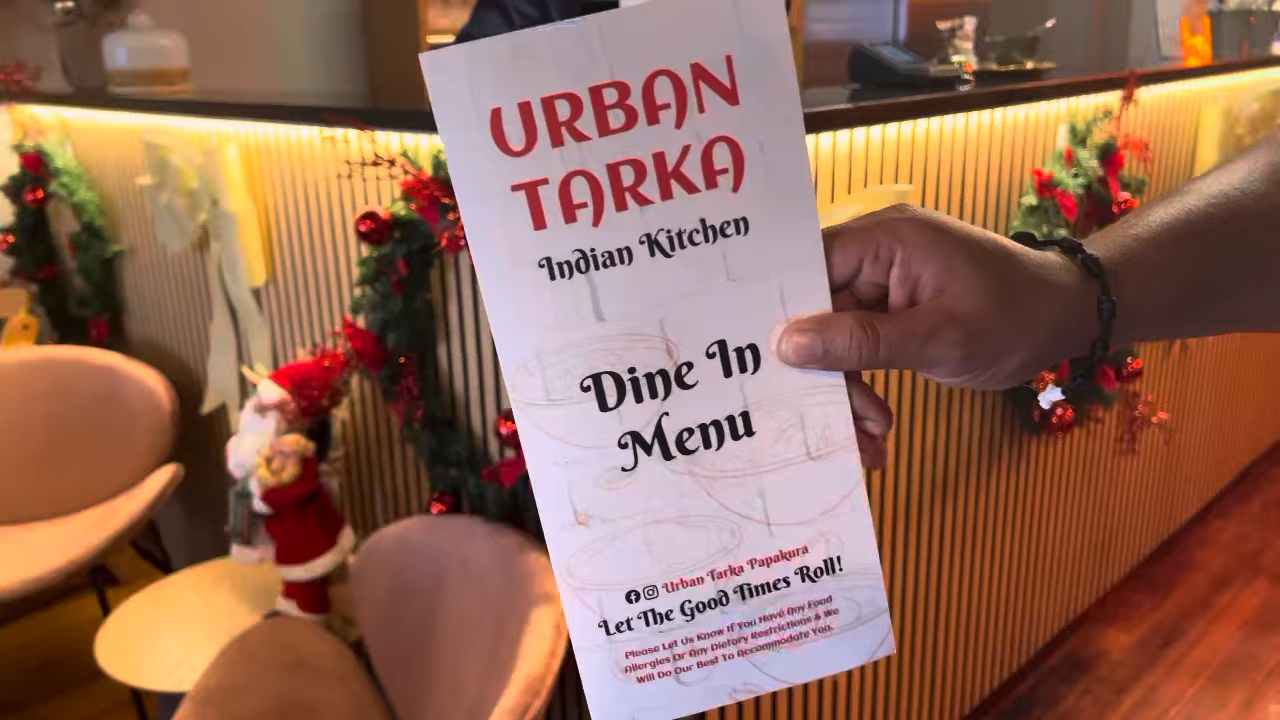 URBAN
TARKA
Indian Kitchen
Dine In
Menu
Urban Tarka Papakura
Let The Good Times Roll!
Please Let Us Know If You Have Any Food
Allergies Or Any Dietary Restrictions & We
Will Do Our Best To Accommodate You.